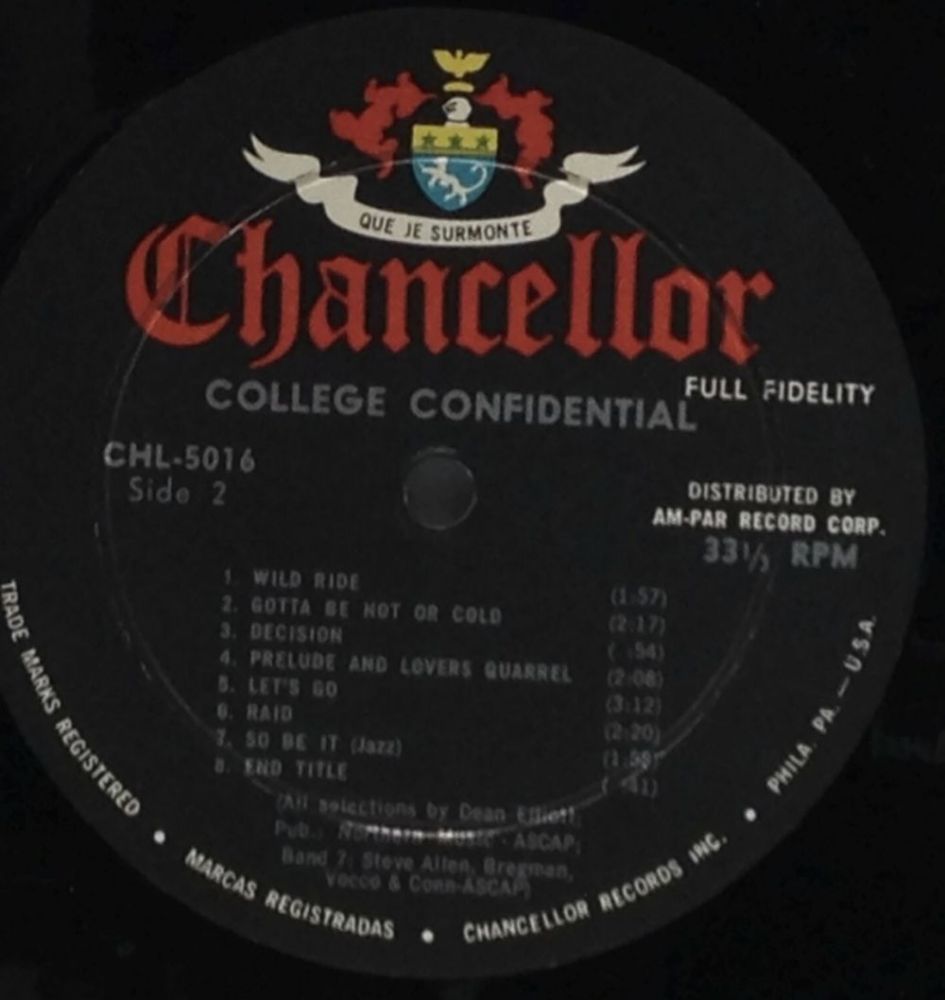 QUE JE SURMONTE
Chancellor
FULL FIDELITY
COLLEGE CONFIDENTIAL
CHL-5016
Side 2
DISTRIBUTED BY
AM-PAR RECORD CORP.
33⅓ RPM
1. WILD RIDE (1:57)
2. GOTTA BE HOT OR COLD (2:17)
3. DECISION ( :54)
4. PRELUDE AND LOVERS QUARREL (2:08)
5. LET'S GO (3:12)
6. RAID (2:20)
7. SO BE IT (Jazz)
8. END TITLE ( :41)
(All selections by Dean Elliott,
Pub.: Northern Music - ASCAP;
Band 7: Steve Allen, Bregman,
Vocco & Conn-ASCAP)
TRADE MARKS REGISTERED • MARCAS REGISTRADAS • CHANCELLOR RECORDS INC. • PHILA. PA. — U.S.A.